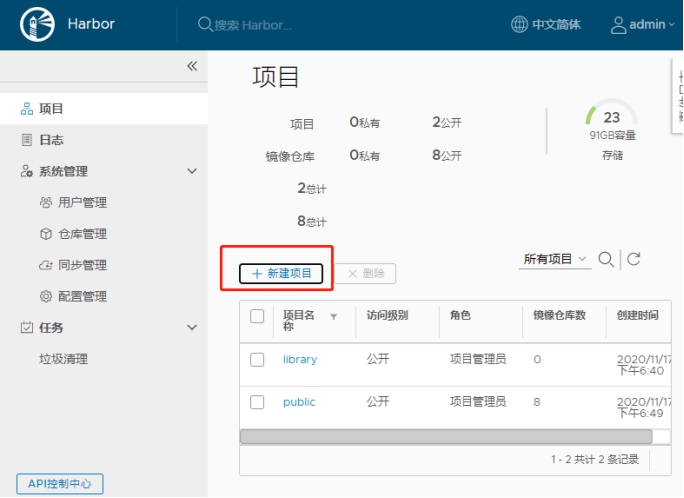 Harbor
搜索 Harbor...
中文简体
admin
项目
日志
系统管理
用户管理
仓库管理
同步管理
配置管理
任务
垃圾清理
API控制中心
项目
项目 0私有 2公开
镜像仓库 0私有 8公开
2总计
8总计
23
91GB容量
存储
所有项目
+ 新建项目
× 删除
项目名称 访问级别 角色 镜像仓库数 创建时间
library 公开 项目管理员 0 2020/11/17 下午6:40
public 公开 项目管理员 8 2020/11/17 下午6:49
1 - 2 共计 2 条记录